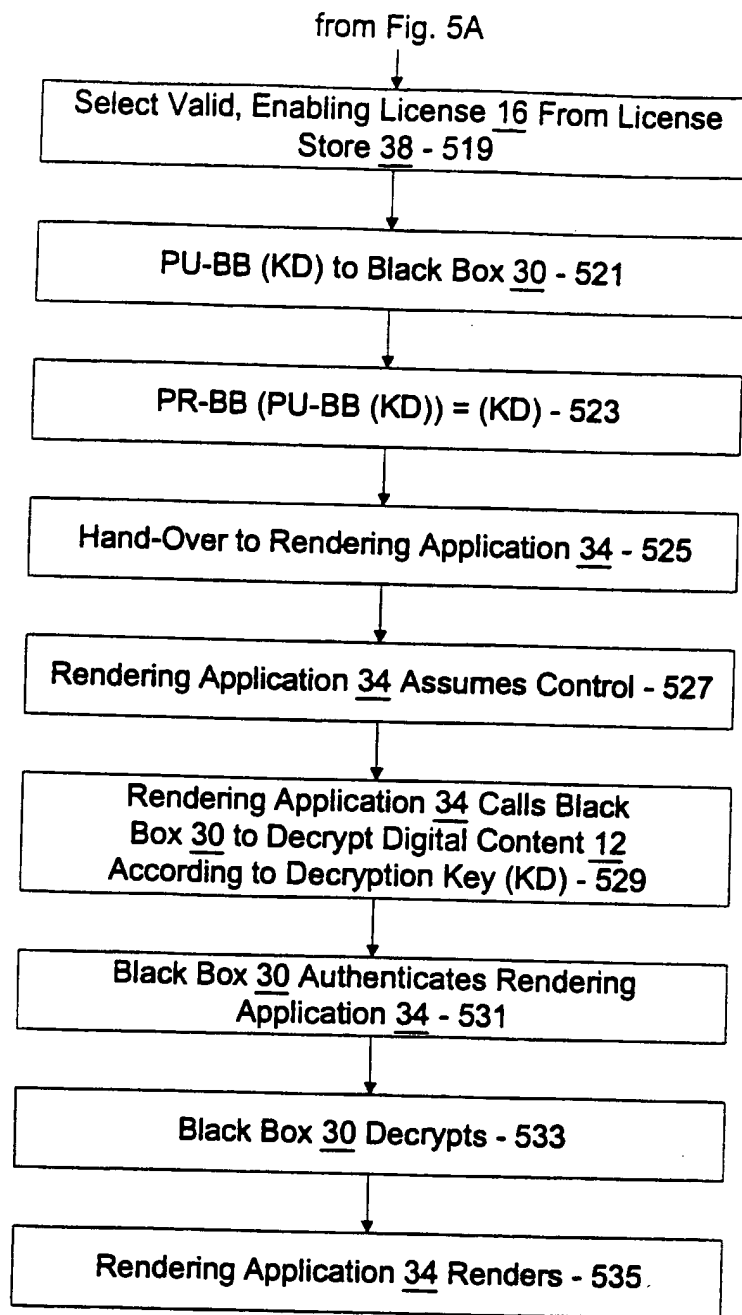 from Fig. 5A
Select Valid, Enabling License 16 From License
Store 38 - 519
PU-BB (KD) to Black Box 30 - 521
PR-BB (PU-BB (KD)) = (KD) - 523
Hand-Over to Rendering Application 34 - 525
Rendering Application 34 Assumes Control - 527
Rendering Application 34 Calls Black
Box 30 to Decrypt Digital Content 12
According to Decryption Key (KD) - 529
Black Box 30 Authenticates Rendering
Application 34 - 531
Black Box 30 Decrypts - 533
Rendering Application 34 Renders - 535